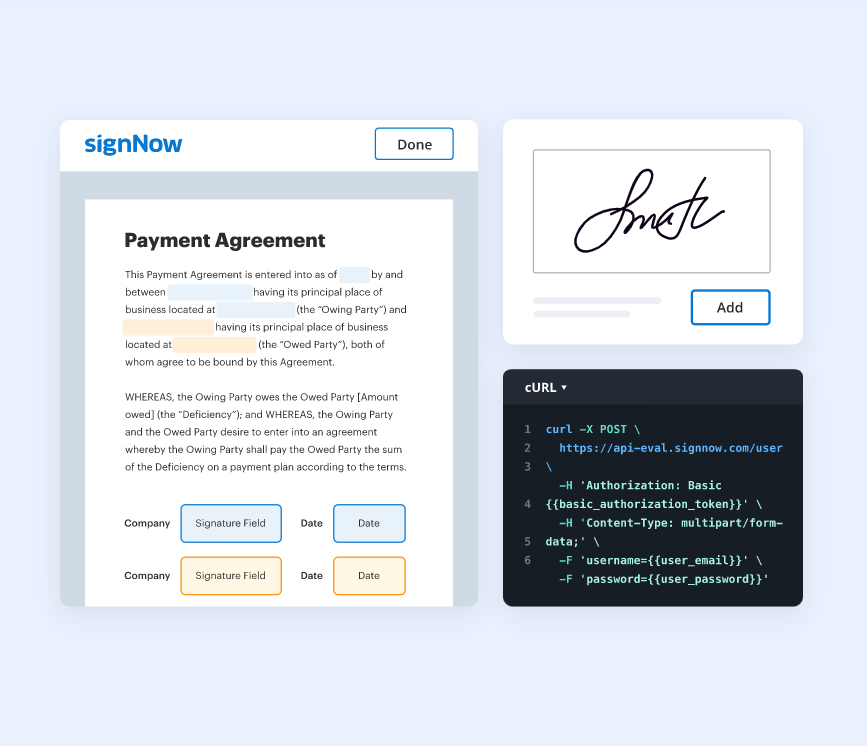 signNow
Done
Payment Agreement
This Payment Agreement is entered into as of by and
between having its principal place of
business located at (the “Owing Party”) and
having its principal place of business
located at (the “Owed Party”), both of
whom agree to be bound by this Agreement.
WHEREAS, the Owing Party owes the Owed Party [Amount
owed] (the “Deficiency”); and WHEREAS, the Owing Party
and the Owed Party desire to enter into an agreement
whereby the Owing Party shall pay the Owed Party the sum
of the Deficiency on a payment plan according to the terms.
Company Signature Field Date Date
Company Signature Field Date Date
Add
cURL ▾
1 curl -X POST \
2 https://api-eval.signnow.com/user
3 \
-H 'Authorization: Basic
4 {{basic_authorization_token}}' \
-H 'Content-Type: multipart/form-
5 data;' \
6 -F 'username={{user_email}}' \
-F 'password={{user_password}}'